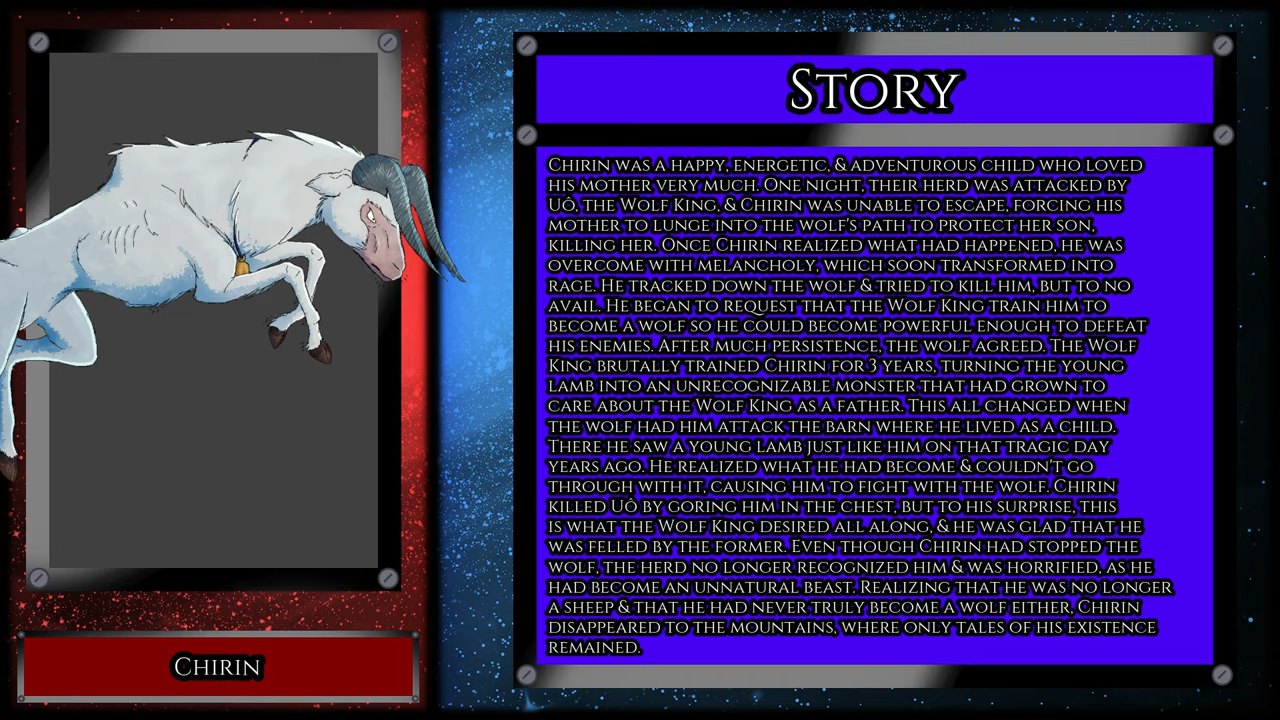 Story
Chirin was a happy, energetic, & adventurous child who loved
his mother very much. One night, their herd was attacked by
Uô, the Wolf King, & Chirin was unable to escape, forcing his
mother to lunge into the wolf's path to protect her son,
killing her. Once Chirin realized what had happened, he was
overcome with melancholy, which soon transformed into
rage. He tracked down the wolf & tried to kill him, but to no
avail. He began to request that the Wolf King train him to
become a wolf so he could become powerful enough to defeat
his enemies. After much persistence, the wolf agreed. The Wolf
King brutally trained Chirin for 3 years, turning the young
lamb into an unrecognizable monster that had grown to
care about the Wolf King as a father. This all changed when
the wolf had him attack the barn where he lived as a child.
There he saw a young lamb just like him on that tragic day
years ago. He realized what he had become & couldn't go
through with it, causing him to fight with the wolf. Chirin
killed Uô by goring him in the chest, but to his surprise, this
is what the Wolf King desired all along, & he was glad that he
was felled by the former. Even though Chirin had stopped the
wolf, the herd no longer recognized him & was horrified, as he
had become an unnatural beast. Realizing that he was no longer
a sheep & that he had never truly become a wolf either, Chirin
disappeared to the mountains, where only tales of his existence
remained.
Chirin